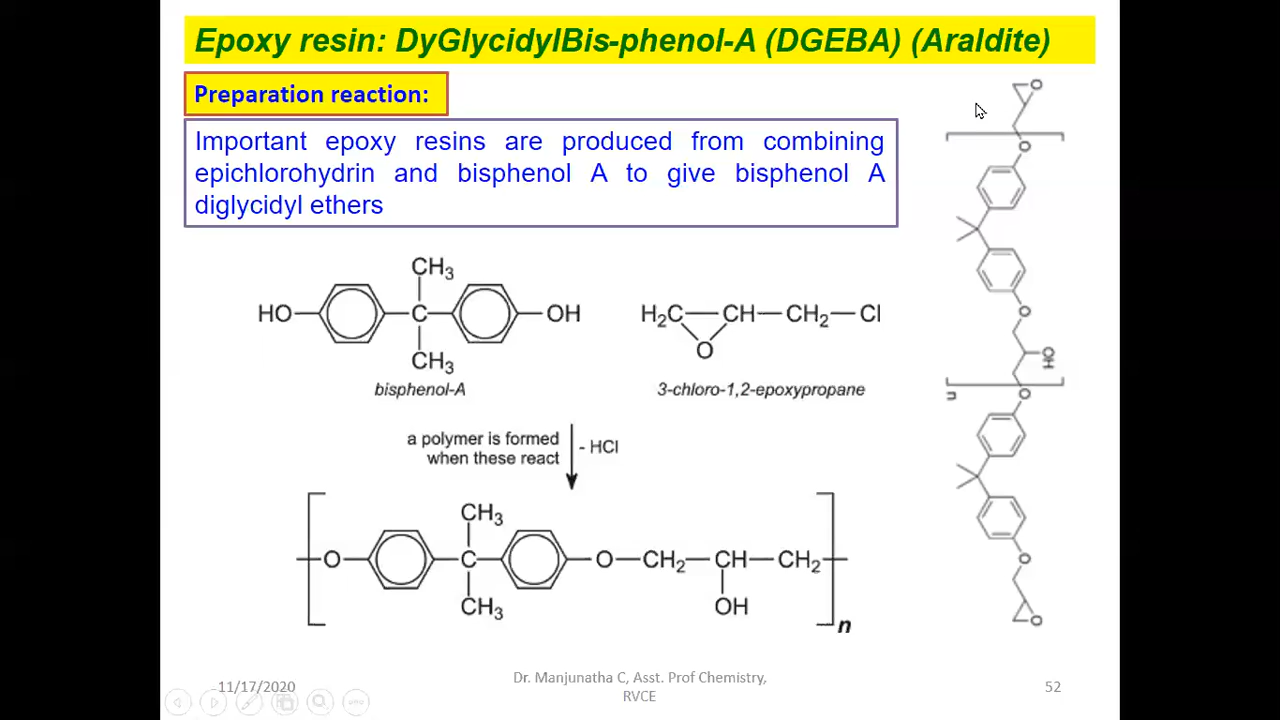 Epoxy resin: DyGlycidylBis-phenol-A (DGEBA) (Araldite)
Preparation reaction:
Important epoxy resins are produced from combining
epichlorohydrin and bisphenol A to give bisphenol A
diglycidyl ethers
CH3
HO C OH
CH3
bisphenol-A
H2C CH CH2 Cl
O
3-chloro-1,2-epoxypropane
a polymer is formed
when these react
- HCl
CH3
O C O CH2 CH CH2
CH3 OH
n
O
O
O
OH
n
O
O
O
11/17/2020
Dr. Manjunatha C, Asst. Prof Chemistry,
RVCE
52